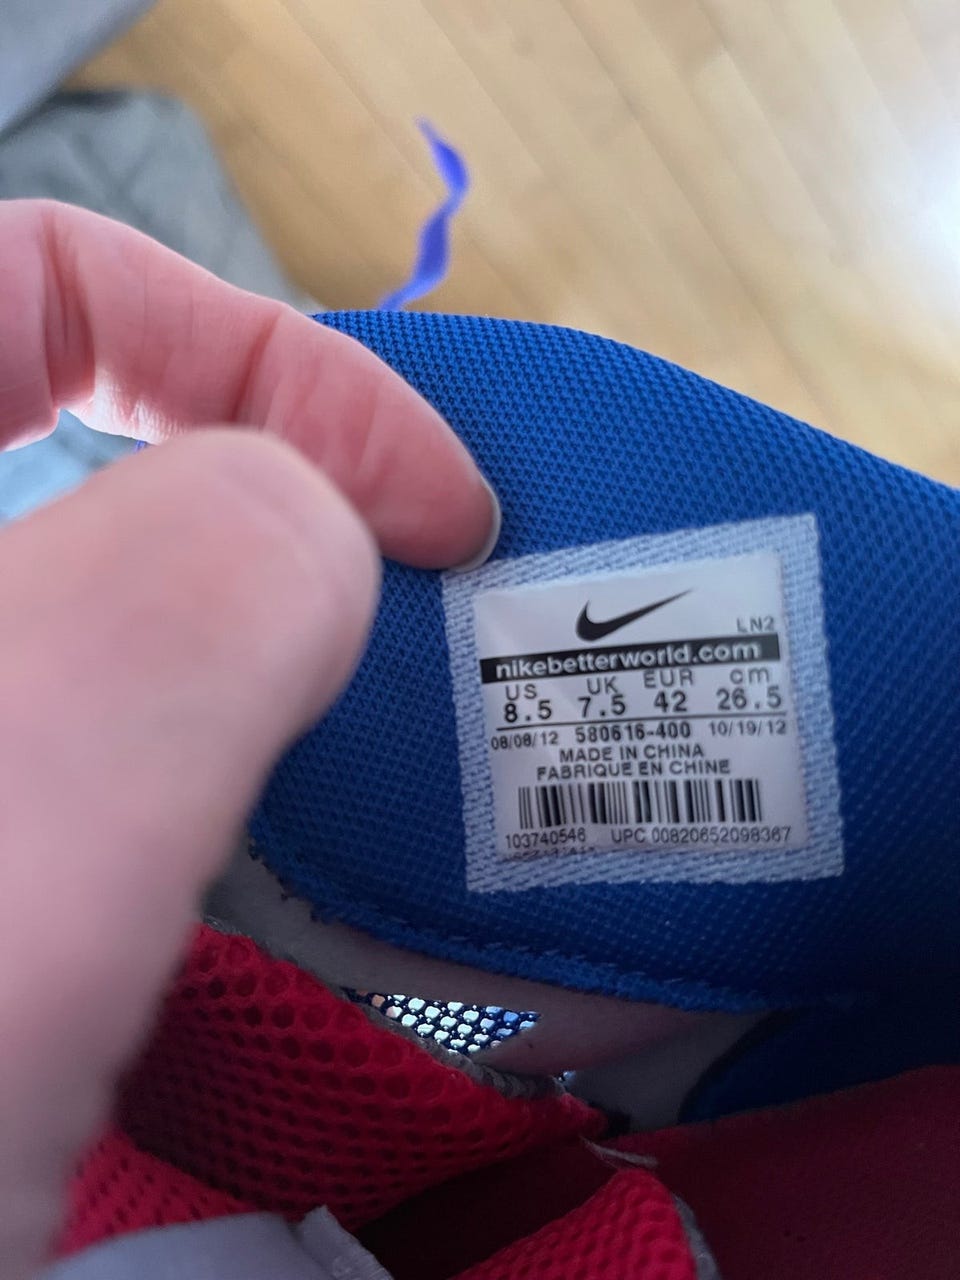 LN2
nikebetterworld.com
US UK EUR cm
8.5 7.5 42 26.5
08/08/12 580616-400 10/19/12
MADE IN CHINA
FABRIQUE EN CHINE
103740546 UPC 00820652098367